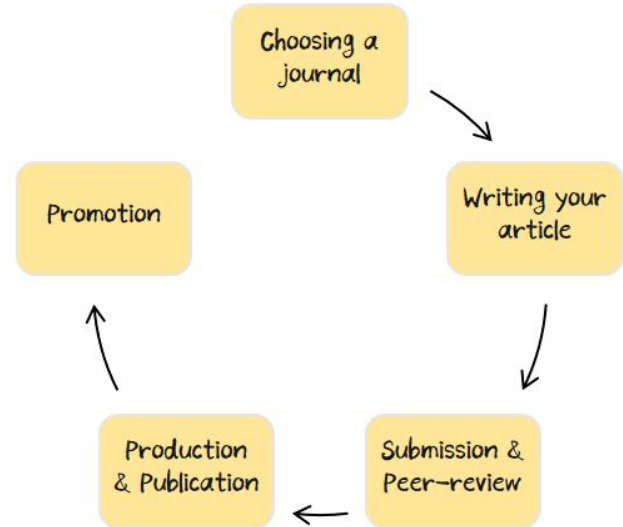 Choosing a
journal
Writing your
article
Submission &
Peer-review
Production
& Publication
Promotion